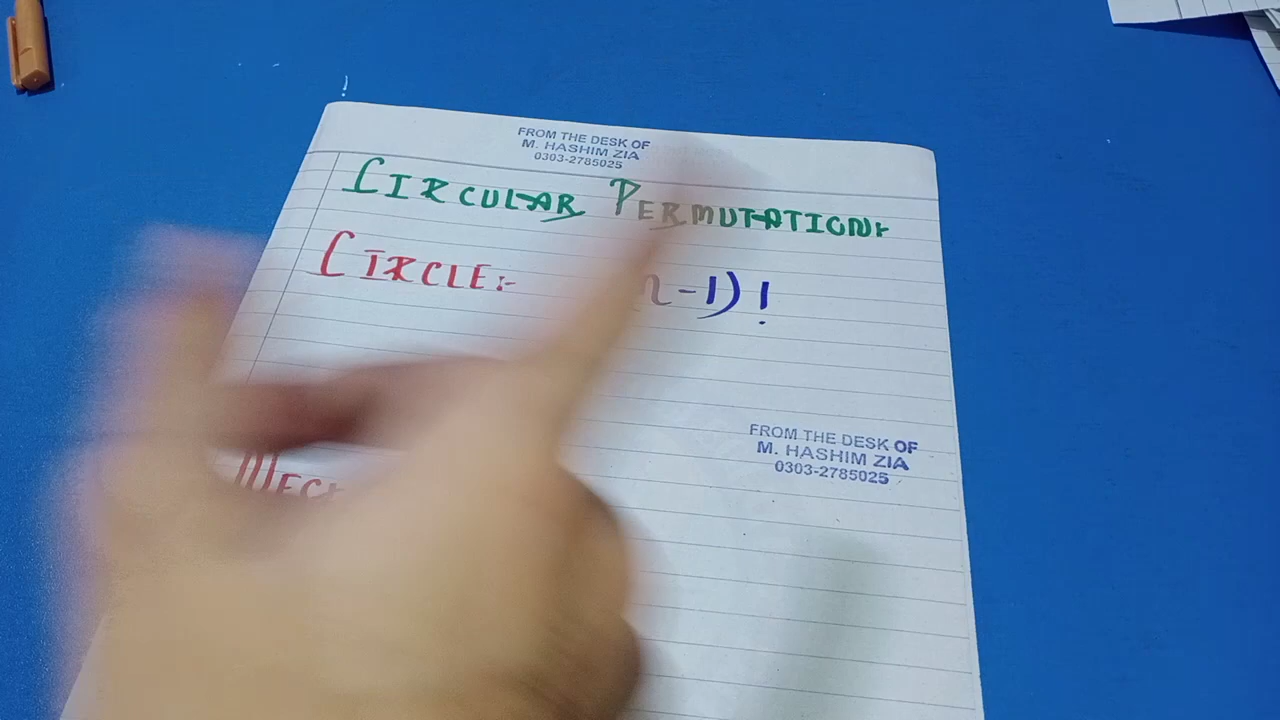 FROM THE DESK OF
M. HASHIM ZIA
0303-2785025
CIRCULAR PERMUTATION:-
CIRCLE:- n-1)!
FROM THE DESK OF
M. HASHIM ZIA
0303-2785025